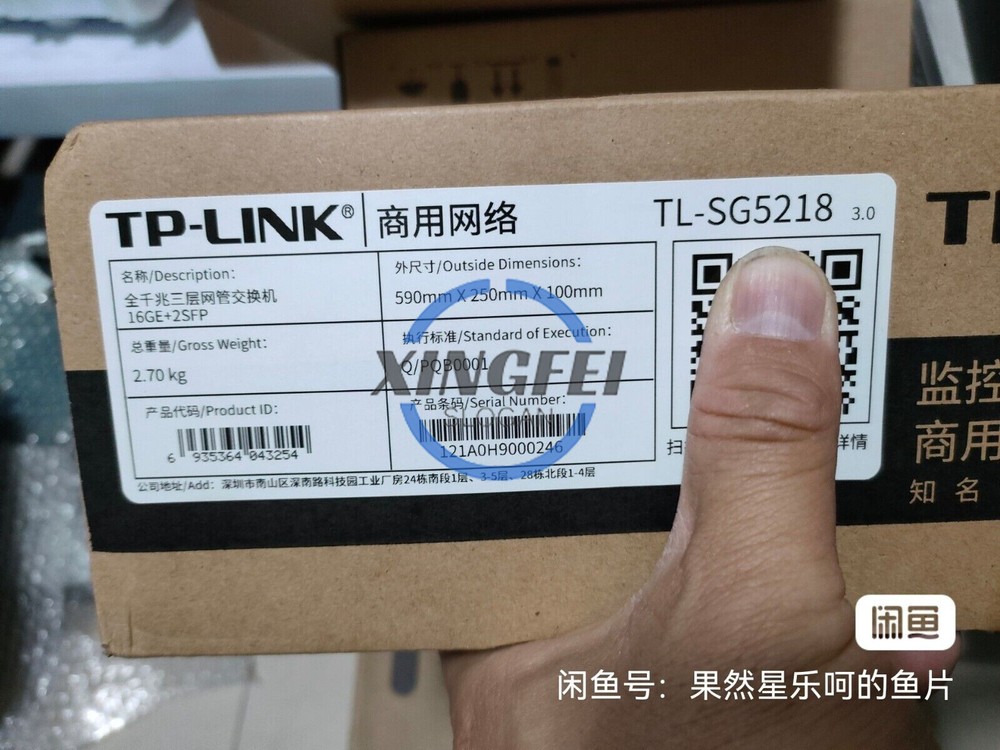 TP-LINK® 商用网络
TL-SG5218 3.0
名称/Description:
全千兆三层网管交换机
16GE+2SFP
外尺寸/Outside Dimensions:
590mm X 250mm X 100mm
总重量/Gross Weight:
2.70 kg
执行标准/Standard of Execution:
Q/PQB0001
产品代码/Product ID:
6 935364 043254
产品条码/Serial Number:
121A0H9000246
公司地址/Add: 深圳市南山区深南路科技园工业厂房24栋南段1层、3-5层、28栋北段1-4层
扫
详情
XINGFEI
SLOGAN
监控
商用
知名
闲鱼
闲鱼号：果然星乐呵的鱼片